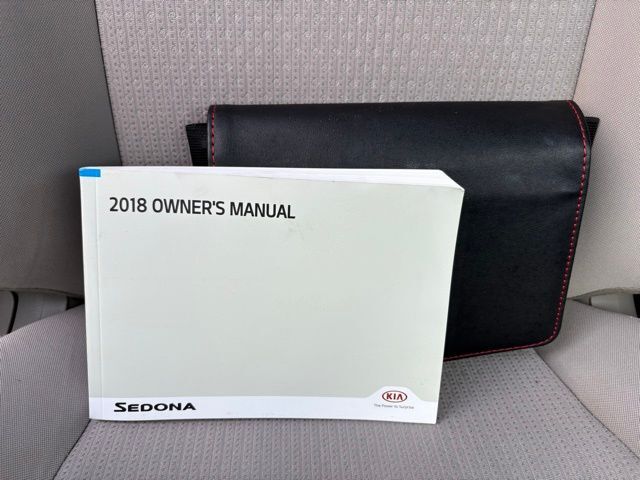 2018 OWNER'S MANUAL
SEDONA
KIA
The Power to Surprise